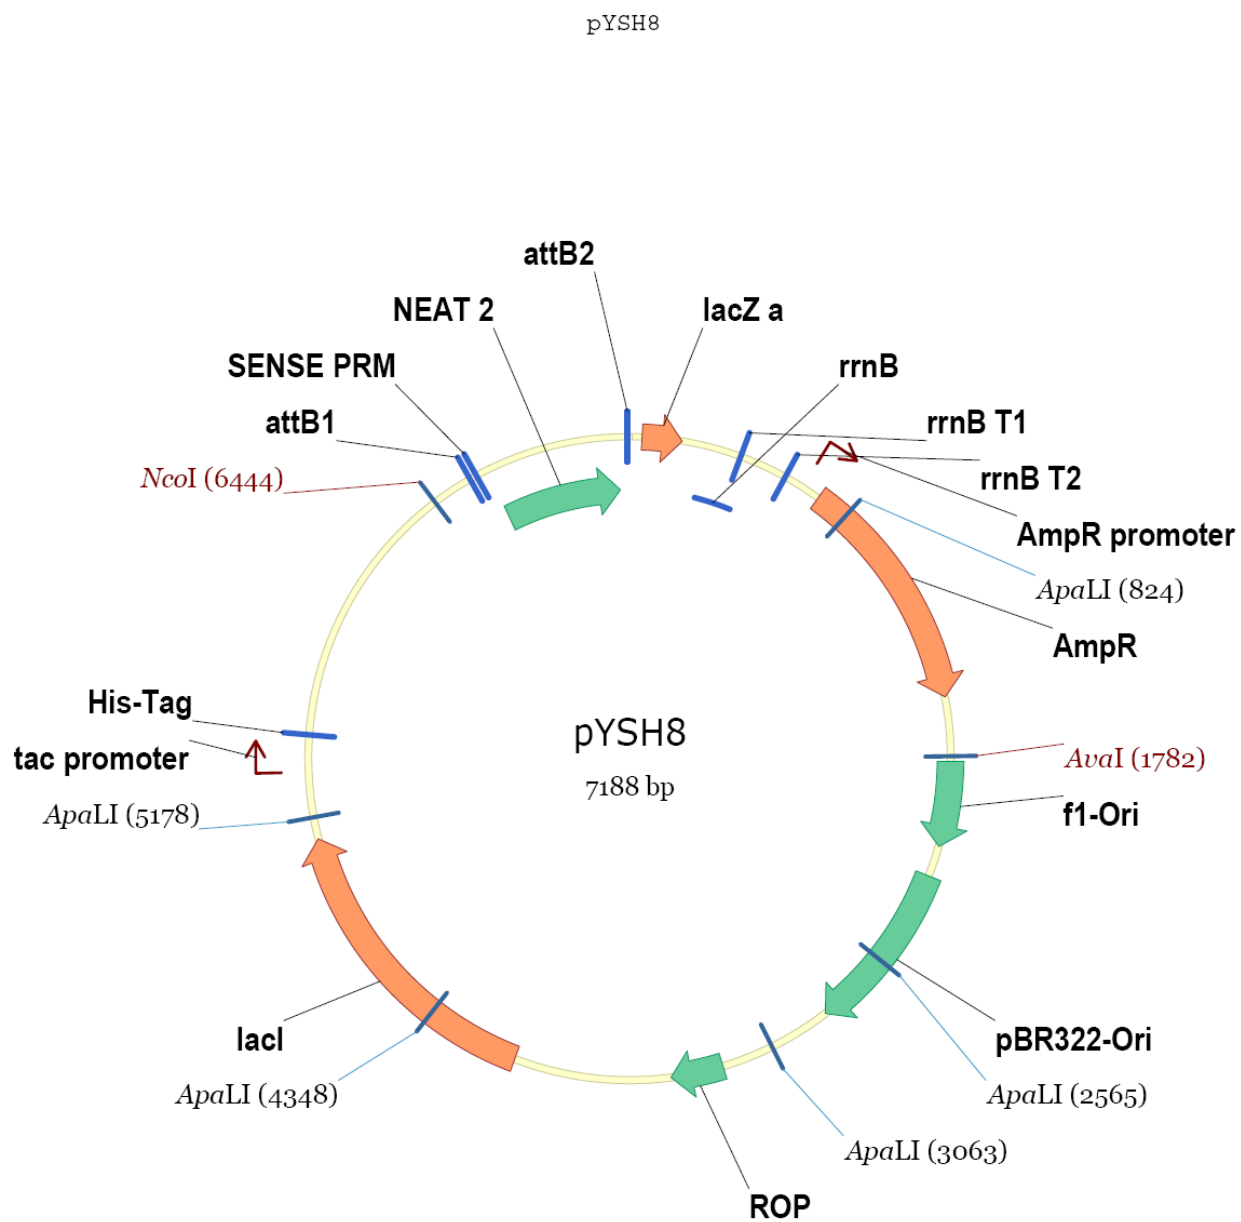 pYSH8
attB2
NEAT 2
lacZ a
SENSE PRM
rrnB
attB1
rrnB T1
NcoI (6444)
rrnB T2
AmpR promoter
ApaLI (824)
AmpR
His-Tag
pYSH8
tac promoter
AvaI (1782)
7188 bp
ApaLI (5178)
f1-Ori
lacI
pBR322-Ori
ApaLI (4348)
ApaLI (2565)
ApaLI (3063)
ROP